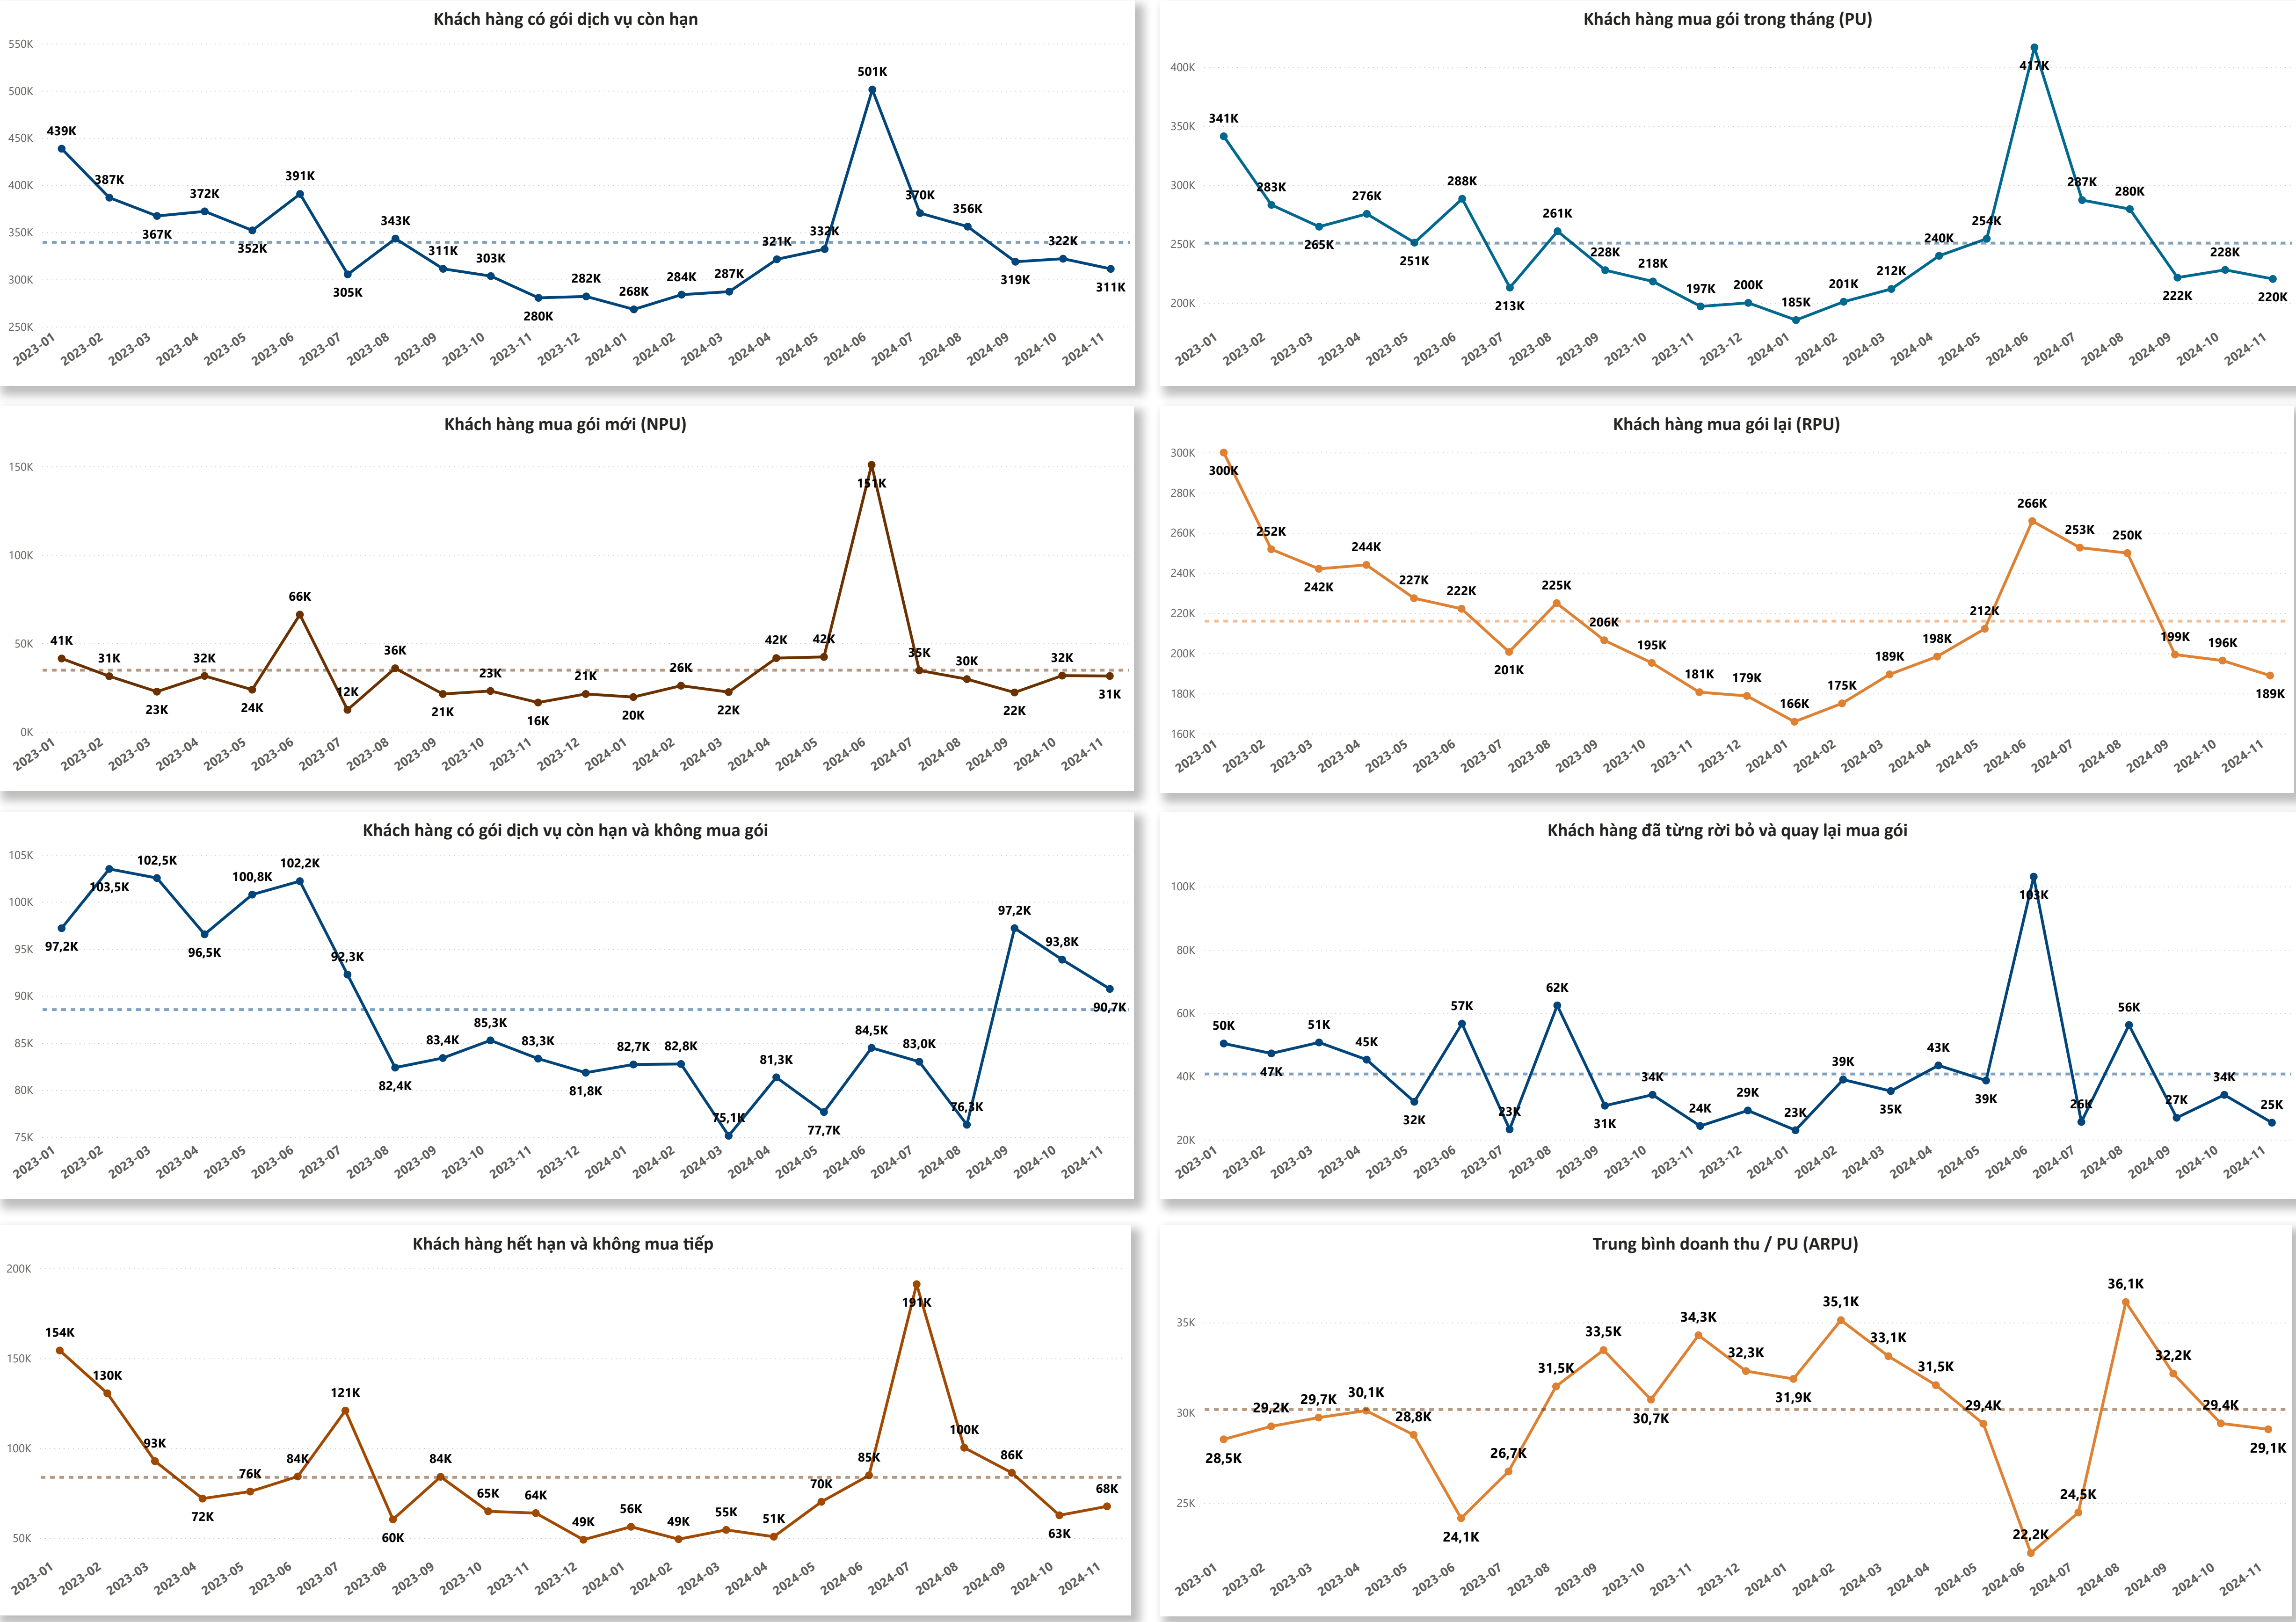 Khách hàng có gói dịch vụ còn hạn
550K
500K
450K
400K
350K
300K
250K
439K 387K 367K 372K 352K 391K 305K 343K 311K 303K 280K 282K 268K 284K 287K 321K 332K 501K 370K 356K 319K 322K 311K
2023-01 2023-02 2023-03 2023-04 2023-05 2023-06 2023-07 2023-08 2023-09 2023-10 2023-11 2023-12 2024-01 2024-02 2024-03 2024-04 2024-05 2024-06 2024-07 2024-08 2024-09 2024-10 2024-11
Khách hàng mua gói trong tháng (PU)
400K
350K
300K
250K
200K
341K 283K 265K 276K 251K 288K 213K 261K 228K 218K 197K 200K 185K 201K 212K 240K 254K 417K 287K 280K 222K 228K 220K
2023-01 2023-02 2023-03 2023-04 2023-05 2023-06 2023-07 2023-08 2023-09 2023-10 2023-11 2023-12 2024-01 2024-02 2024-03 2024-04 2024-05 2024-06 2024-07 2024-08 2024-09 2024-10 2024-11
Khách hàng mua gói mới (NPU)
150K
100K
50K
0K
41K 31K 23K 32K 24K 66K 12K 36K 21K 23K 16K 21K 20K 26K 22K 42K 42K 151K 35K 30K 22K 32K 31K
2023-01 2023-02 2023-03 2023-04 2023-05 2023-06 2023-07 2023-08 2023-09 2023-10 2023-11 2023-12 2024-01 2024-02 2024-03 2024-04 2024-05 2024-06 2024-07 2024-08 2024-09 2024-10 2024-11
Khách hàng mua gói lại (RPU)
300K
280K
260K
240K
220K
200K
180K
160K
300K 252K 242K 244K 227K 222K 201K 225K 206K 195K 181K 179K 166K 175K 189K 198K 212K 266K 253K 250K 199K 196K 189K
2023-01 2023-02 2023-03 2023-04 2023-05 2023-06 2023-07 2023-08 2023-09 2023-10 2023-11 2023-12 2024-01 2024-02 2024-03 2024-04 2024-05 2024-06 2024-07 2024-08 2024-09 2024-10 2024-11
Khách hàng có gói dịch vụ còn hạn và không mua gói
105K
100K
95K
90K
85K
80K
75K
97,2K 103,5K 102,5K 96,5K 100,8K 102,2K 92,3K 82,4K 83,4K 85,3K 83,3K 81,8K 82,7K 82,8K 75,1K 81,3K 77,7K 84,5K 83,0K 76,3K 97,2K 93,8K 90,7K
2023-01 2023-02 2023-03 2023-04 2023-05 2023-06 2023-07 2023-08 2023-09 2023-10 2023-11 2023-12 2024-01 2024-02 2024-03 2024-04 2024-05 2024-06 2024-07 2024-08 2024-09 2024-10 2024-11
Khách hàng đã từng rời bỏ và quay lại mua gói
100K
80K
60K
40K
20K
50K 47K 51K 45K 32K 57K 23K 62K 31K 34K 24K 29K 23K 39K 35K 43K 39K 103K 26K 56K 27K 34K 25K
2023-01 2023-02 2023-03 2023-04 2023-05 2023-06 2023-07 2023-08 2023-09 2023-10 2023-11 2023-12 2024-01 2024-02 2024-03 2024-04 2024-05 2024-06 2024-07 2024-08 2024-09 2024-10 2024-11
Khách hàng hết hạn và không mua tiếp
200K
150K
100K
50K
154K 130K 93K 72K 76K 84K 121K 60K 84K 65K 64K 49K 56K 49K 55K 51K 70K 85K 191K 100K 86K 63K 68K
2023-01 2023-02 2023-03 2023-04 2023-05 2023-06 2023-07 2023-08 2023-09 2023-10 2023-11 2023-12 2024-01 2024-02 2024-03 2024-04 2024-05 2024-06 2024-07 2024-08 2024-09 2024-10 2024-11
Trung bình doanh thu / PU (ARPU)
35K
30K
25K
28,5K 29,2K 29,7K 30,1K 28,8K 24,1K 26,7K 31,5K 33,5K 30,7K 34,3K 32,3K 31,9K 35,1K 33,1K 31,5K 29,4K 22,2K 24,5K 36,1K 32,2K 29,4K 29,1K
2023-01 2023-02 2023-03 2023-04 2023-05 2023-06 2023-07 2023-08 2023-09 2023-10 2023-11 2023-12 2024-01 2024-02 2024-03 2024-04 2024-05 2024-06 2024-07 2024-08 2024-09 2024-10 2024-11